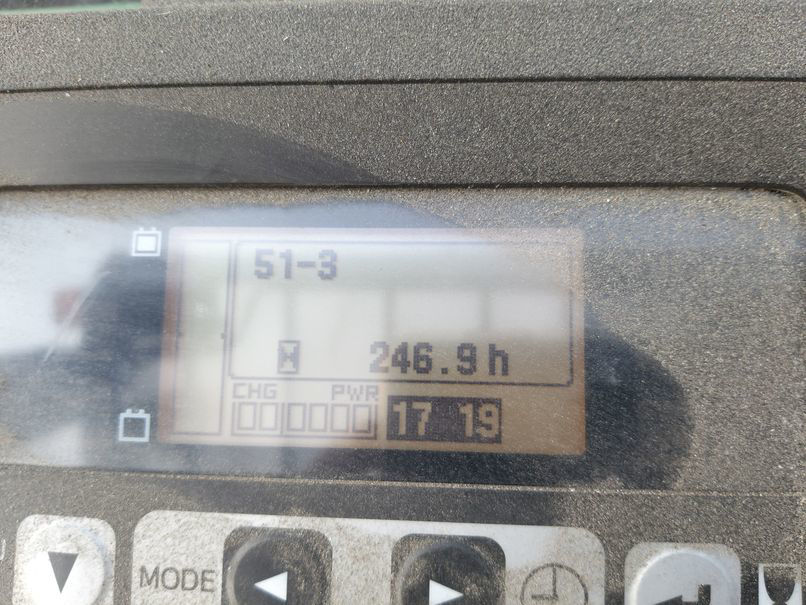 51-3
246.9 h
CHG PWR
17 19
MODE